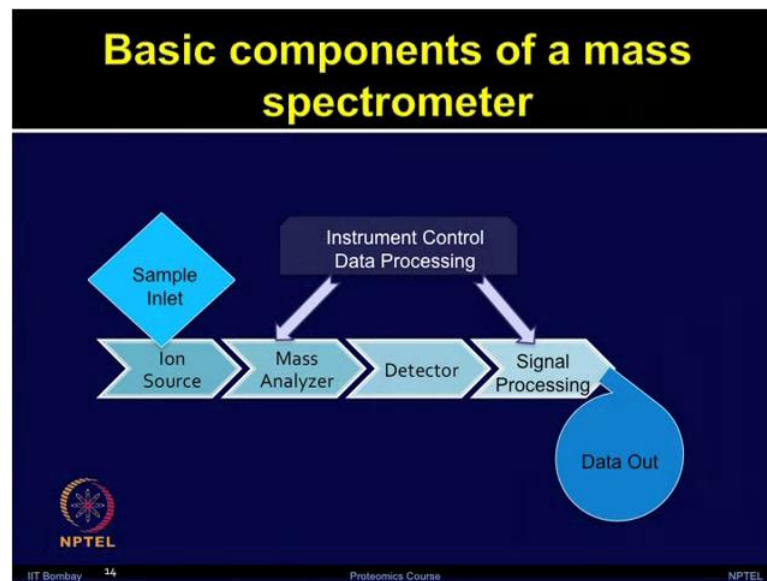 Basic components of a mass
spectrometer
Instrument Control
Data Processing
Sample
Inlet
Ion
Source
Mass
Analyzer
Detector
Signal
Processing
Data Out
NPTEL
IIT Bombay
14
Proteomics Course
NPTEL